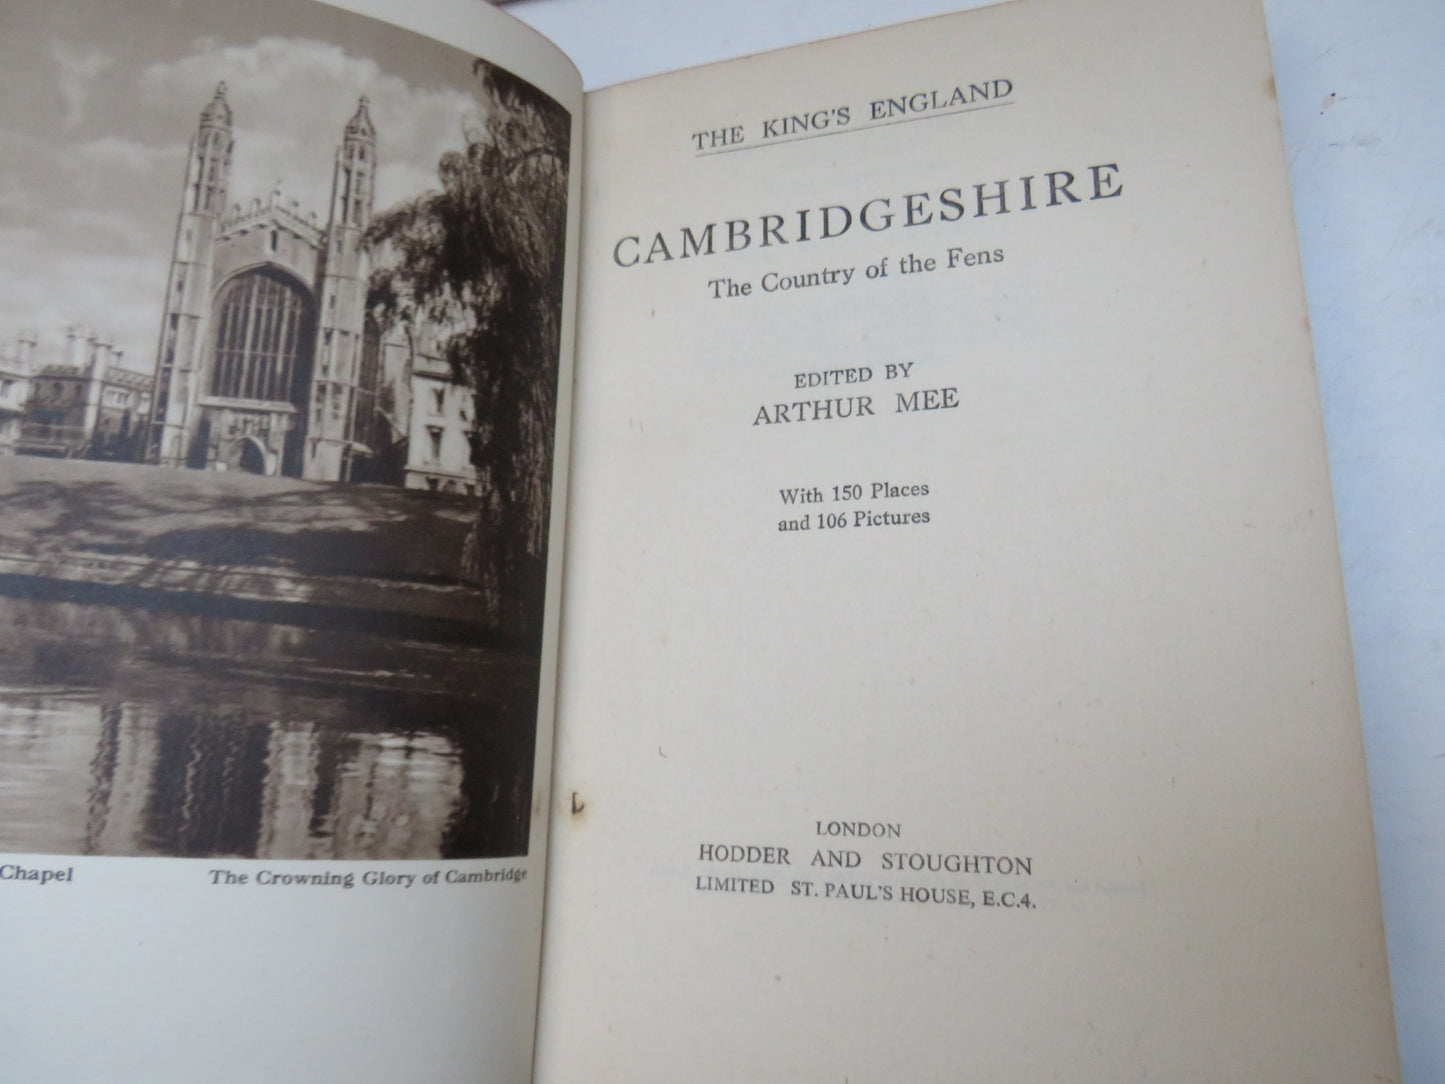 Chapel The Crowning Glory of Cambridge
THE KING'S ENGLAND
CAMBRIDGESHIRE
The Country of the Fens
EDITED BY
ARTHUR MEE
With 150 Places
and 106 Pictures
LONDON
HODDER AND STOUGHTON
LIMITED ST. PAUL'S HOUSE, E.C.4.